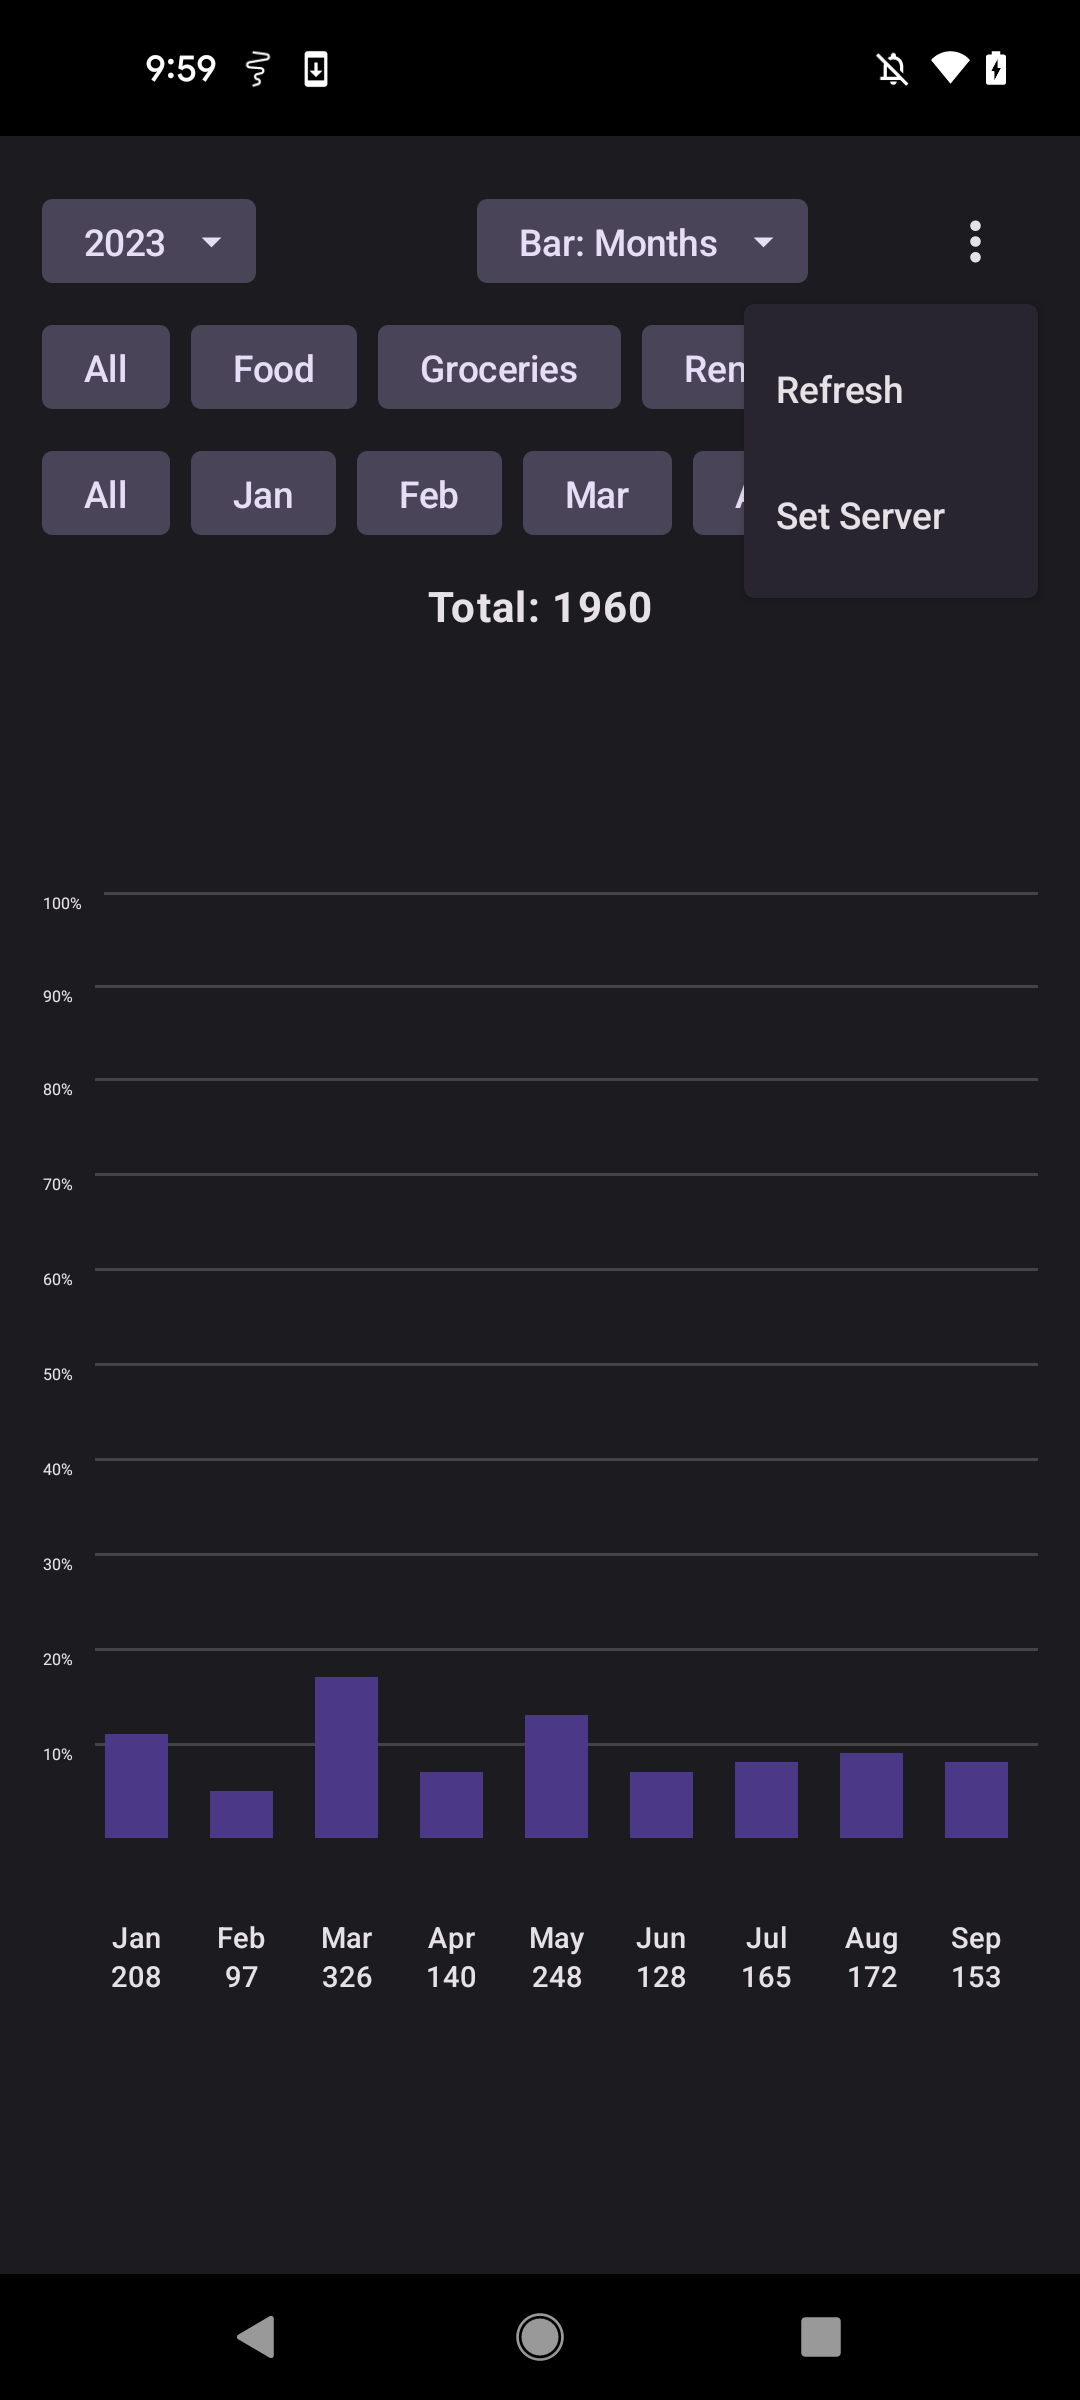 9:59
2023
Bar: Months
All
Food
Groceries
Ren
Refresh
All
Jan
Feb
Mar
Set Server
Total: 1960
100%
90%
80%
70%
60%
50%
40%
30%
20%
10%
Jan Feb Mar Apr May Jun Jul Aug Sep
208 97 326 140 248 128 165 172 153